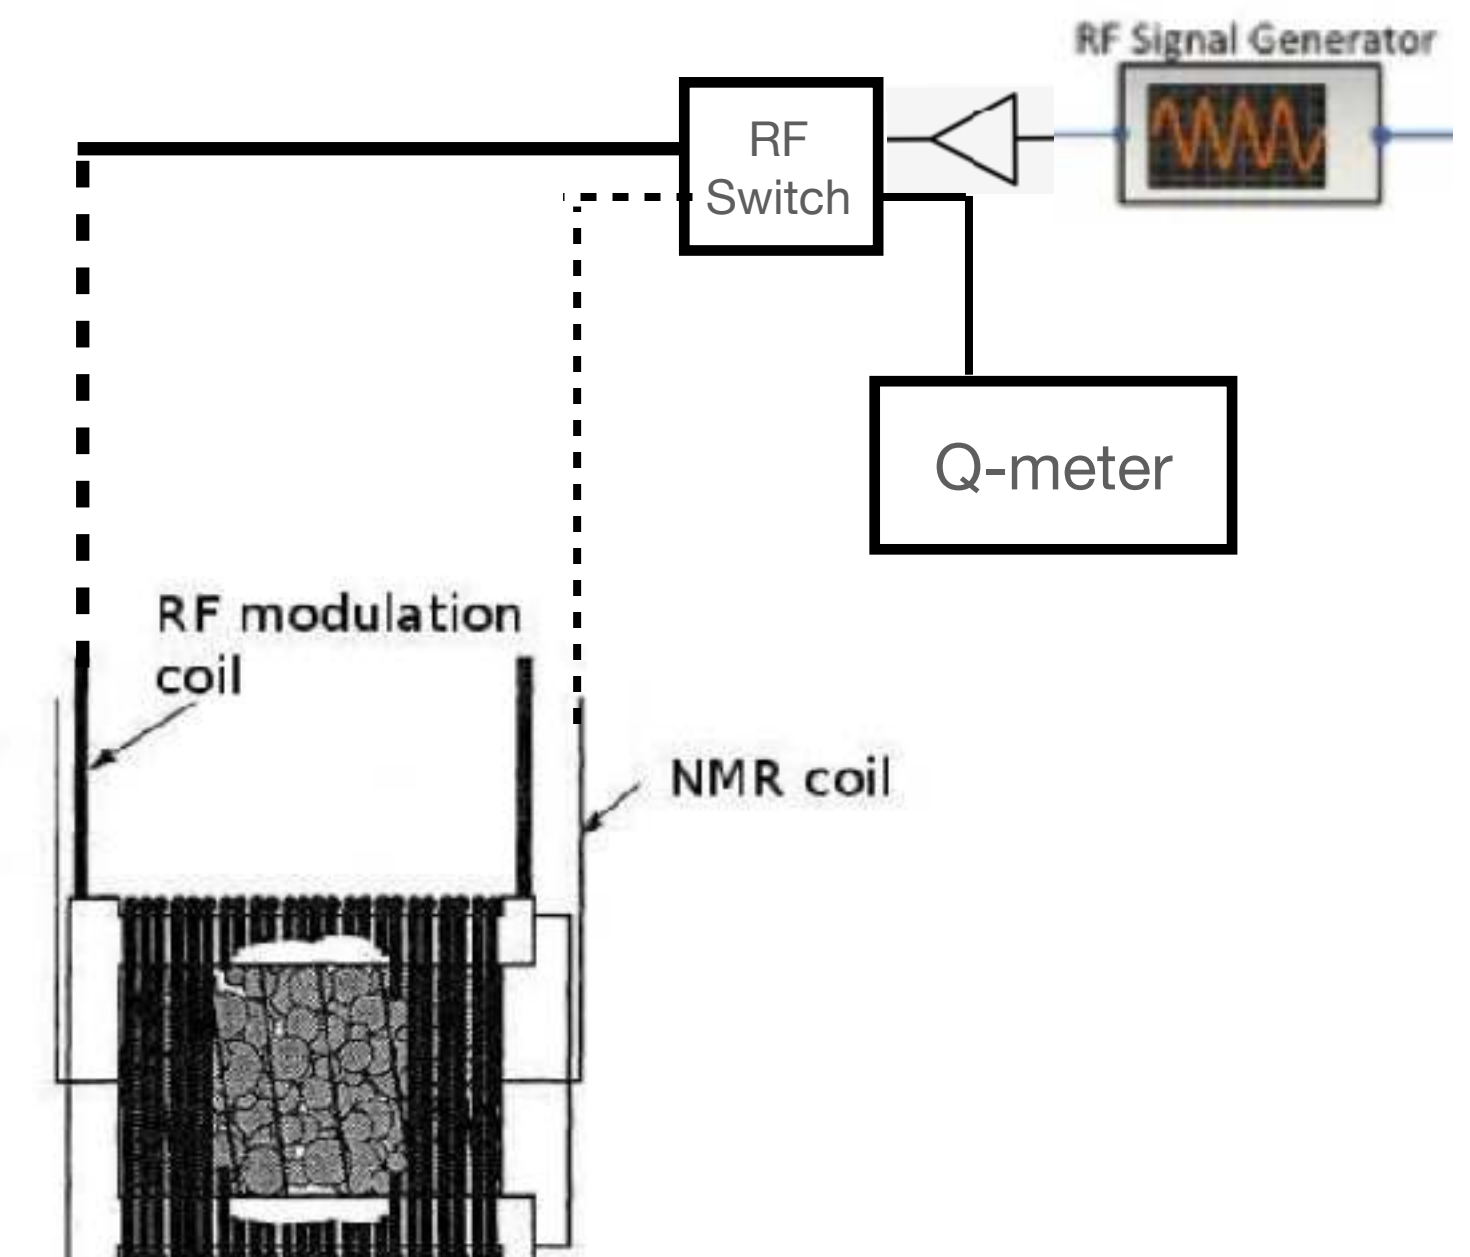 RF Signal Generator
RF
Switch
Q-meter
RF modulation
coil
NMR coil